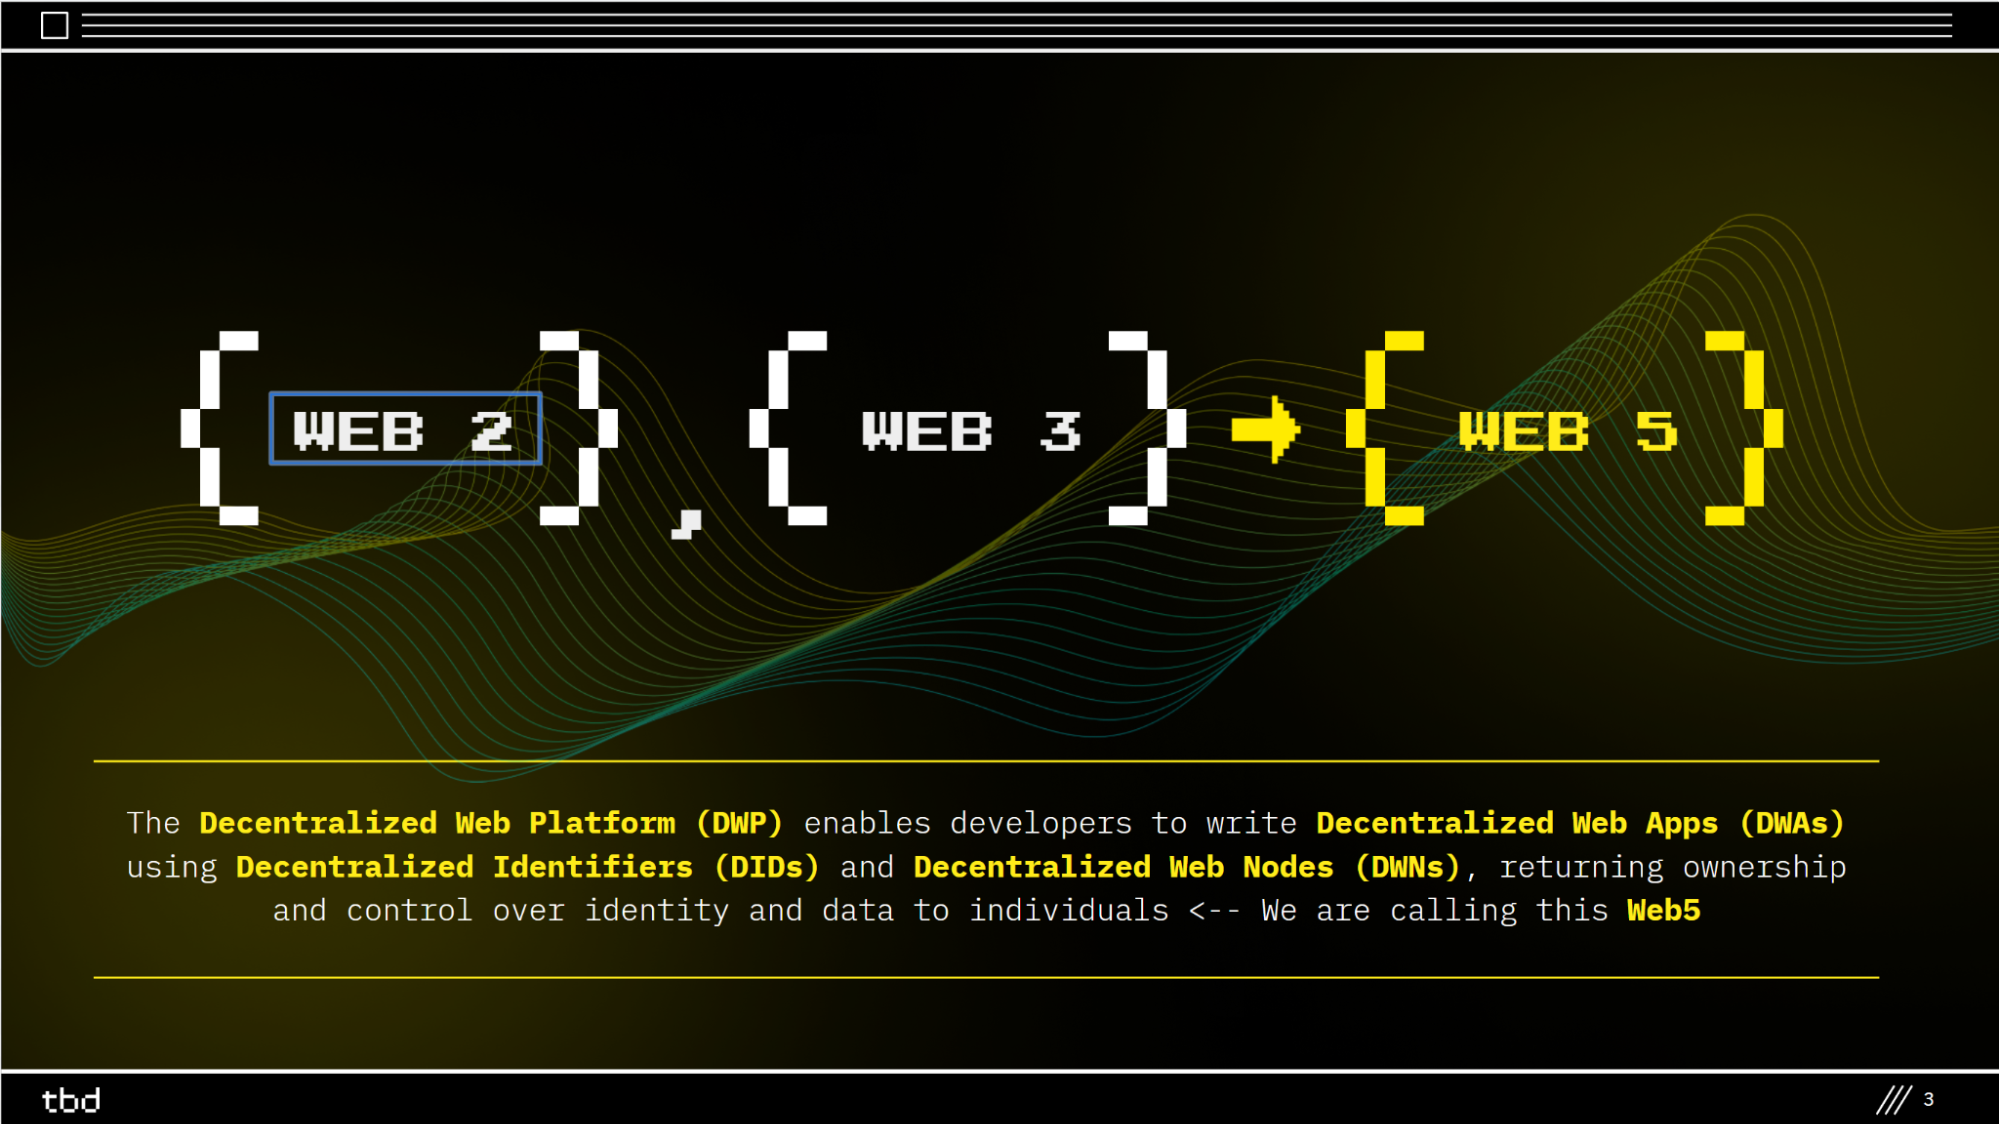 { WEB 2 }, { WEB 3 } → { WEB 5 }
The Decentralized Web Platform (DWP) enables developers to write Decentralized Web Apps (DWAs)
using Decentralized Identifiers (DIDs) and Decentralized Web Nodes (DWNs), returning ownership
and control over identity and data to individuals <-- We are calling this Web5
tbd
/// 3